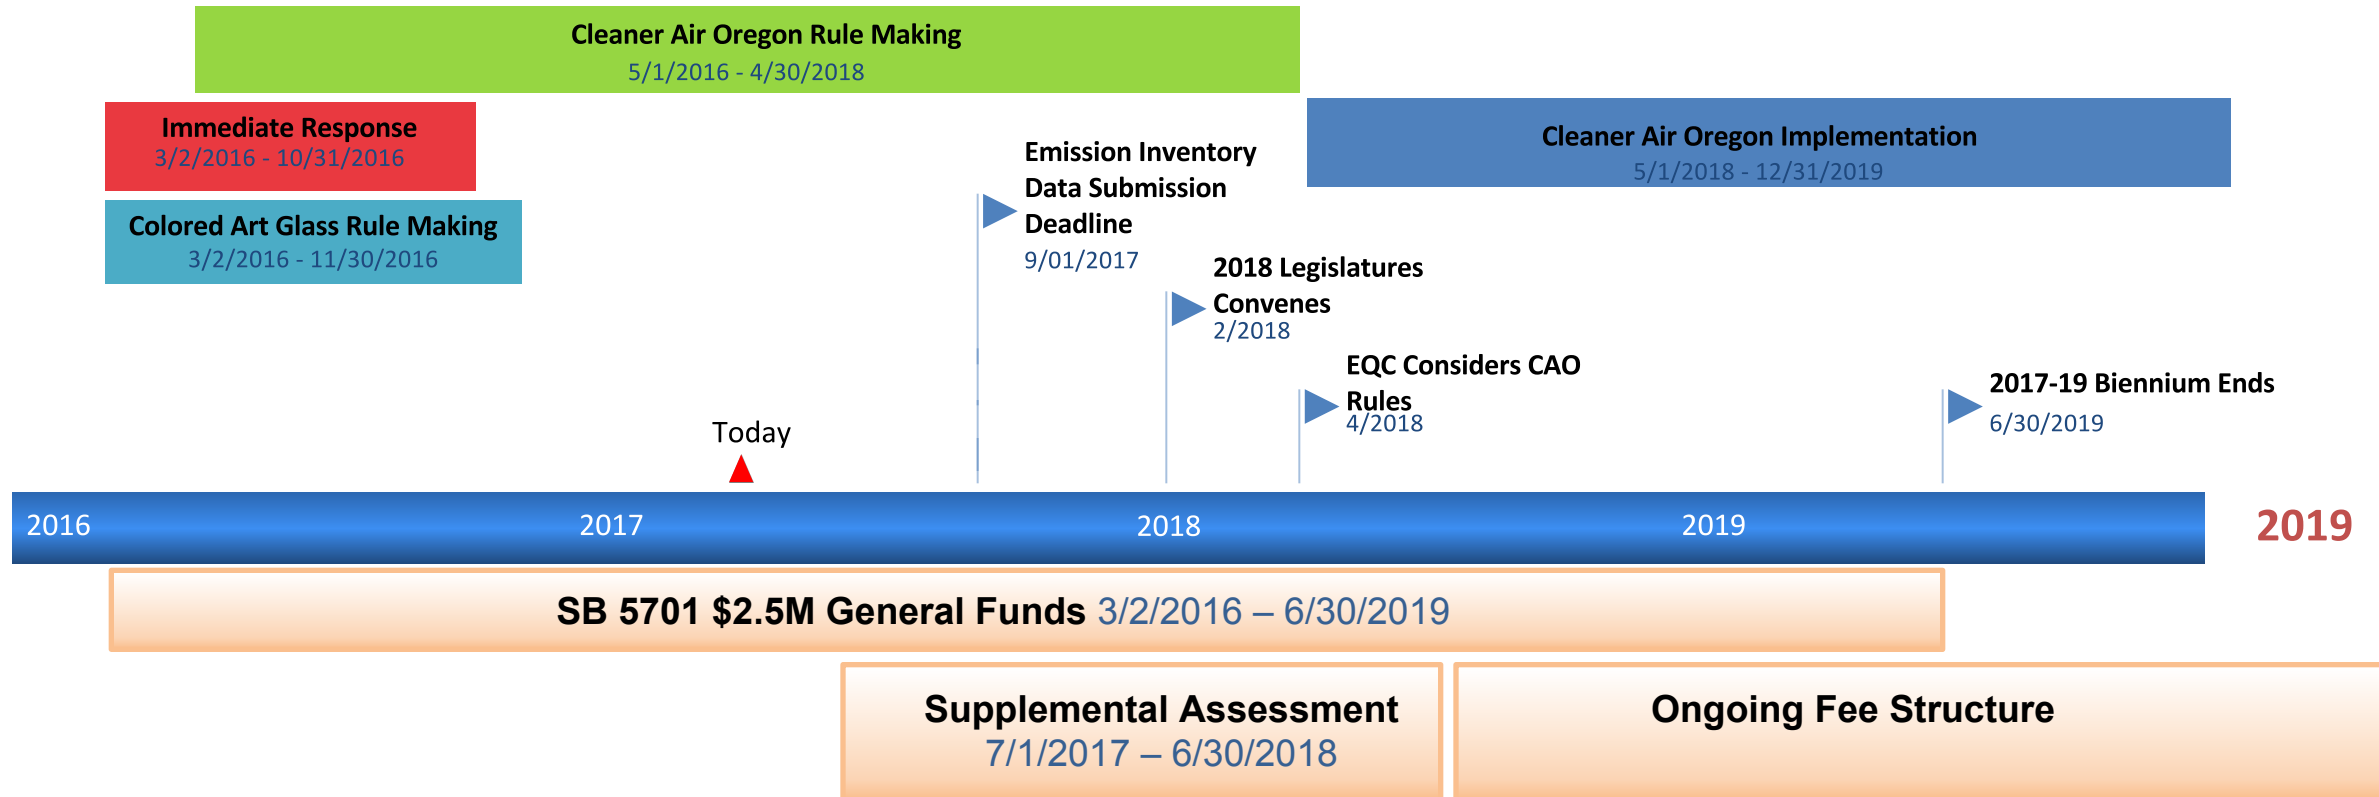 Cleaner Air Oregon Rule Making
5/1/2016 - 4/30/2018
Immediate Response
3/2/2016 - 10/31/2016
Cleaner Air Oregon Implementation
5/1/2018 - 12/31/2019
Colored Art Glass Rule Making
3/2/2016 - 11/30/2016
Emission Inventory
Data Submission
Deadline
9/01/2017
2018 Legislatures
Convenes
2/2018
EQC Considers CAO
Rules
4/2018
2017-19 Biennium Ends
6/30/2019
Today
2016 2017 2018 2019 2019
SB 5701 $2.5M General Funds 3/2/2016 – 6/30/2019
Supplemental Assessment
7/1/2017 – 6/30/2018
Ongoing Fee Structure